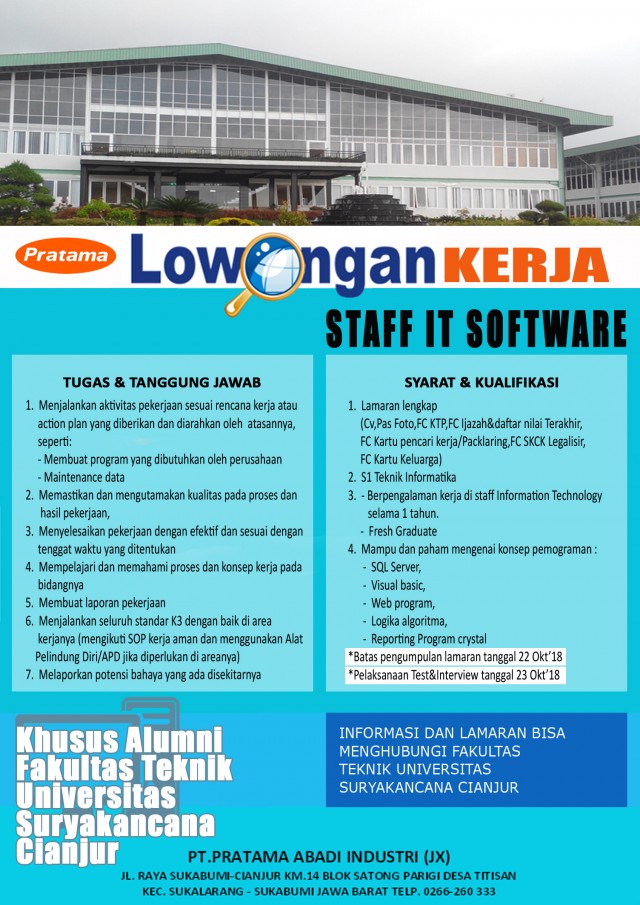 Pratama
Lowongan KERJA
STAFF IT SOFTWARE
TUGAS & TANGGUNG JAWAB
1. Menjalankan aktivitas pekerjaan sesuai rencana kerja atau
action plan yang diberikan dan diarahkan oleh atasannya,
seperti:
- Membuat program yang dibutuhkan oleh perusahaan
- Maintenance data
2. Memastikan dan mengutamakan kualitas pada proses dan
hasil pekerjaan,
3. Menyelesaikan pekerjaan dengan efektif dan sesuai dengan
tenggat waktu yang ditentukan
4. Mempelajari dan memahami proses dan konsep kerja pada
bidangnya
5. Membuat laporan pekerjaan
6. Menjalankan seluruh standar K3 dengan baik di area
kerjanya (mengikuti SOP kerja aman dan menggunakan Alat
Pelindung Diri/APD jika diperlukan di areanya)
7. Melaporkan potensi bahaya yang ada disekitarnya
SYARAT & KUALIFIKASI
1. Lamaran lengkap
(Cv,Pas Foto,FC KTP,FC Ijazah&daftar nilai Terakhir,
FC Kartu pencari kerja/Packlaring,FC SKCK Legalisir,
FC Kartu Keluarga)
2. S1 Teknik Informatika
3. - Berpengalaman kerja di staff Information Technology
selama 1 tahun.
- Fresh Graduate
4. Mampu dan paham mengenai konsep pemograman :
- SQL Server,
- Visual basic,
- Web program,
- Logika algoritma,
- Reporting Program crystal
*Batas pengumpulan lamaran tanggal 22 Okt'18
*Pelaksanaan Test&Interview tanggal 23 Okt'18
Khusus Alumni
Fakultas Teknik
Universitas
Suryakancana
Cianjur
INFORMASI DAN LAMARAN BISA
MENGHUBUNGI FAKULTAS
TEKNIK UNIVERSITAS
SURYAKANCANA CIANJUR
PT.PRATAMA ABADI INDUSTRI (JX)
JL. RAYA SUKABUMI-CIANJUR KM.14 BLOK SATONG PARIGI DESA TITISAN
KEC. SUKALARANG - SUKABUMI JAWA BARAT TELP. 0266-260 333